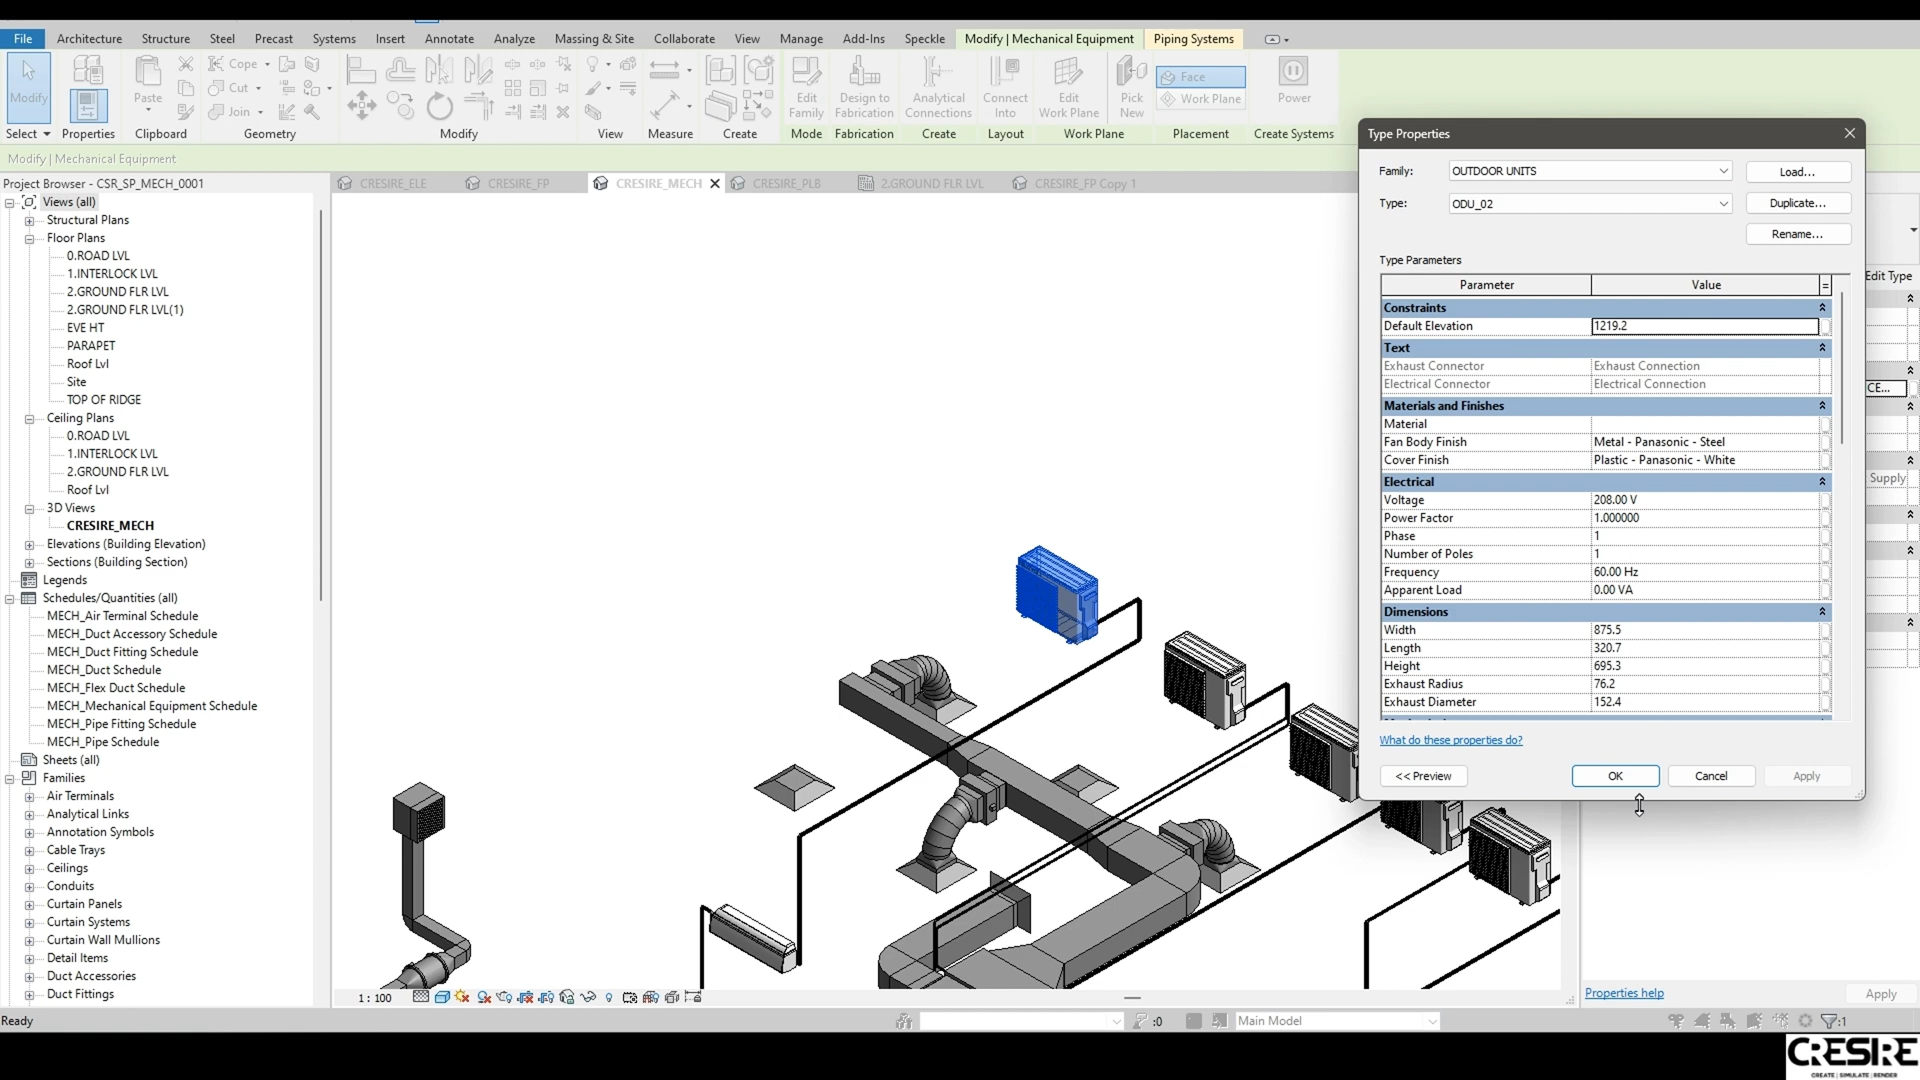 File Architecture Structure Steel Precast Systems Insert Annotate Analyze Massing & Site Collaborate View Manage Add-Ins Speckle Modify | Mechanical Equipment Piping Systems
Modify
Cope
Cut
Join
Paste
Edit Family
Design to Fabrication
Analytical Connections
Connect Into
Edit Work Plane
Pick New
Face
Work Plane
Power
Select Properties Clipboard Geometry Modify View Measure Create Mode Fabrication Create Layout Work Plane Placement Create Systems
Modify | Mechanical Equipment
Project Browser - CSR_SP_MECH_0001
CRESIRE_ELE CRESIRE_FP CRESIRE_MECH CRESIRE_PLB 2.GROUND FLR LVL CRESIRE_FP Copy 1
Views (all)
Structural Plans
Floor Plans
0.ROAD LVL
1.INTERLOCK LVL
2.GROUND FLR LVL
2.GROUND FLR LVL(1)
EVE HT
PARAPET
Roof Lvl
Site
TOP OF RIDGE
Ceiling Plans
0.ROAD LVL
1.INTERLOCK LVL
2.GROUND FLR LVL
Roof Lvl
3D Views
CRESIRE_MECH
Elevations (Building Elevation)
Sections (Building Section)
Legends
Schedules/Quantities (all)
MECH_Air Terminal Schedule
MECH_Duct Accessory Schedule
MECH_Duct Fitting Schedule
MECH_Duct Schedule
MECH_Flex Duct Schedule
MECH_Mechanical Equipment Schedule
MECH_Pipe Fitting Schedule
MECH_Pipe Schedule
Sheets (all)
Families
Air Terminals
Analytical Links
Annotation Symbols
Cable Trays
Ceilings
Conduits
Curtain Panels
Curtain Systems
Curtain Wall Mullions
Detail Items
Duct Accessories
Duct Fittings
Type Properties
Family: OUTDOOR UNITS Load...
Type: ODU_02 Duplicate...
Rename...
Type Parameters
Parameter Value =
Constraints
Default Elevation 1219.2
Text
Exhaust Connector Exhaust Connection
Electrical Connector Electrical Connection
Materials and Finishes
Material
Fan Body Finish Metal - Panasonic - Steel
Cover Finish Plastic - Panasonic - White
Electrical
Voltage 208.00 V
Power Factor 1.000000
Phase 1
Number of Poles 1
Frequency 60.00 Hz
Apparent Load 0.00 VA
Dimensions
Width 875.5
Length 320.7
Height 695.3
Exhaust Radius 76.2
Exhaust Diameter 152.4
What do these properties do?
<< Preview OK Cancel Apply
Edit Type
CE...
Supply
1 : 100
Properties help Apply
Ready :0 Main Model :1
CRESIRE
CREATE | SIMULATE | RENDER